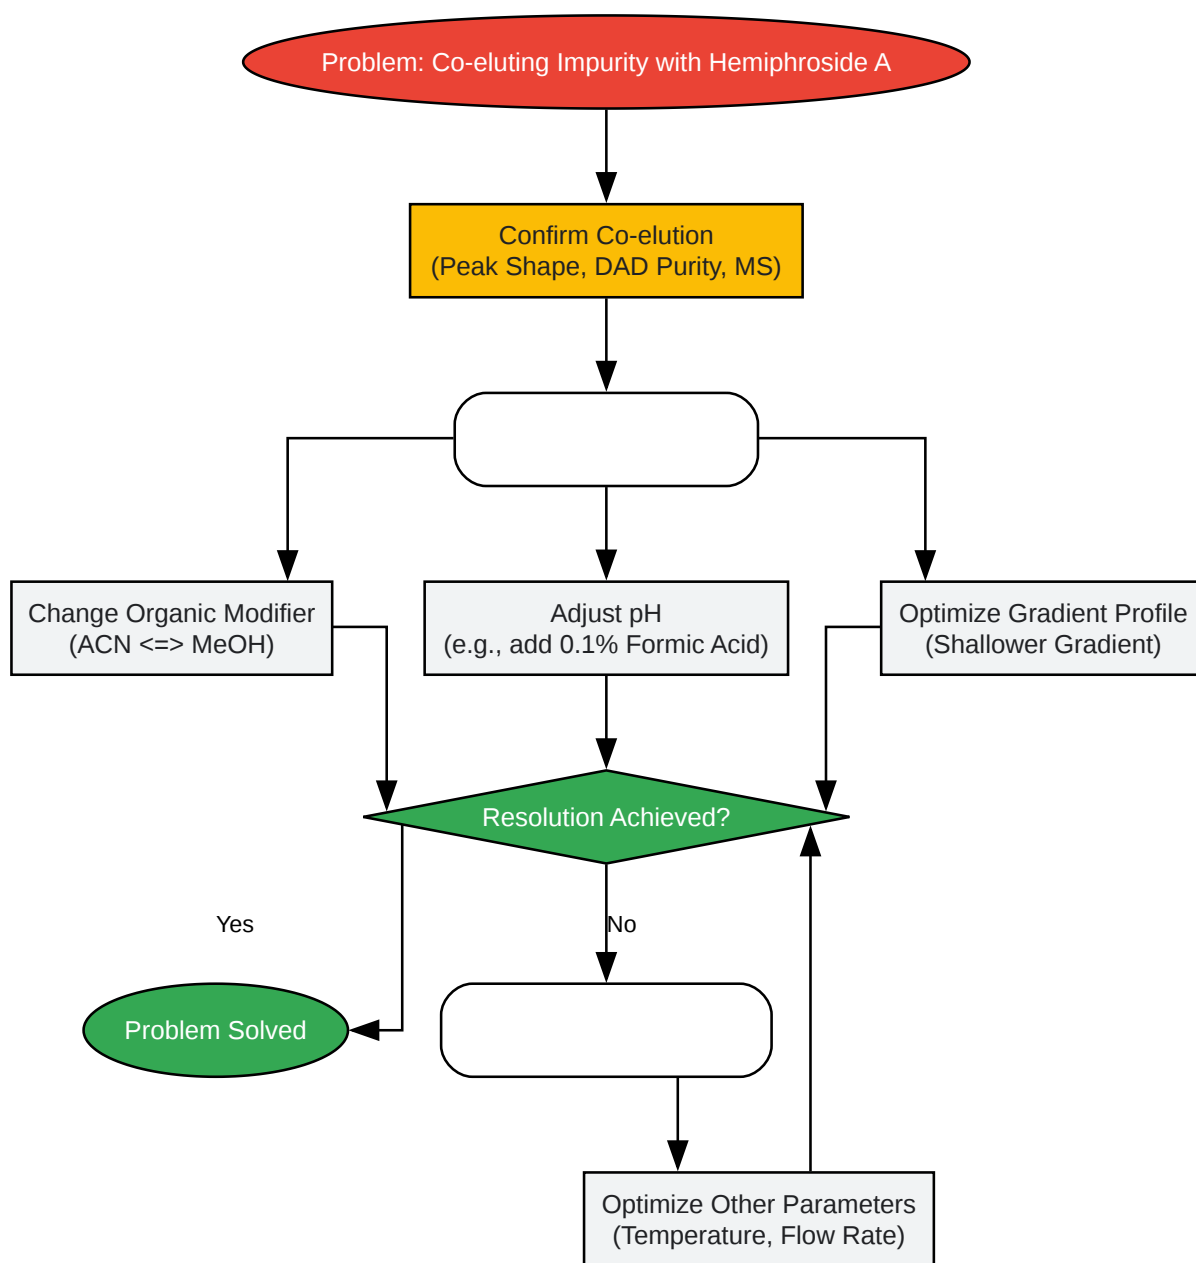 Problem: Co-eluting Impurity with Hemiphroside A
Confirm Co-elution
(Peak Shape, DAD Purity, MS)
Change Organic Modifier
(ACN <=> MeOH)
Adjust pH
(e.g., add 0.1% Formic Acid)
Optimize Gradient Profile
(Shallower Gradient)
Resolution Achieved?
Yes
No
Problem Solved
Optimize Other Parameters
(Temperature, Flow Rate)